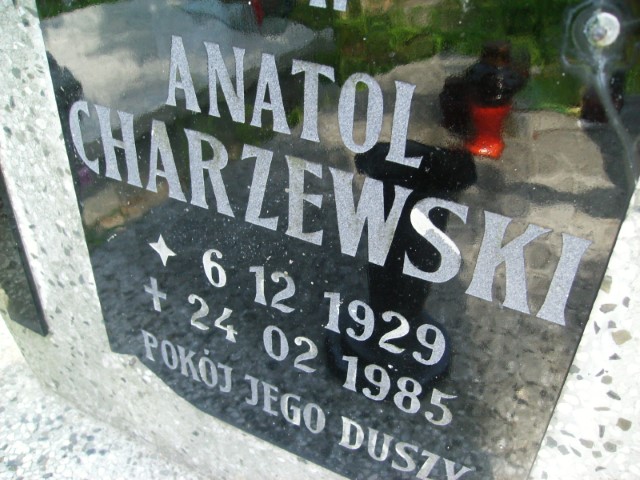 ANATOL
CHARZEWSKI
6 12 1929
24 02 1985
POKÓJ JEGO DUSZY